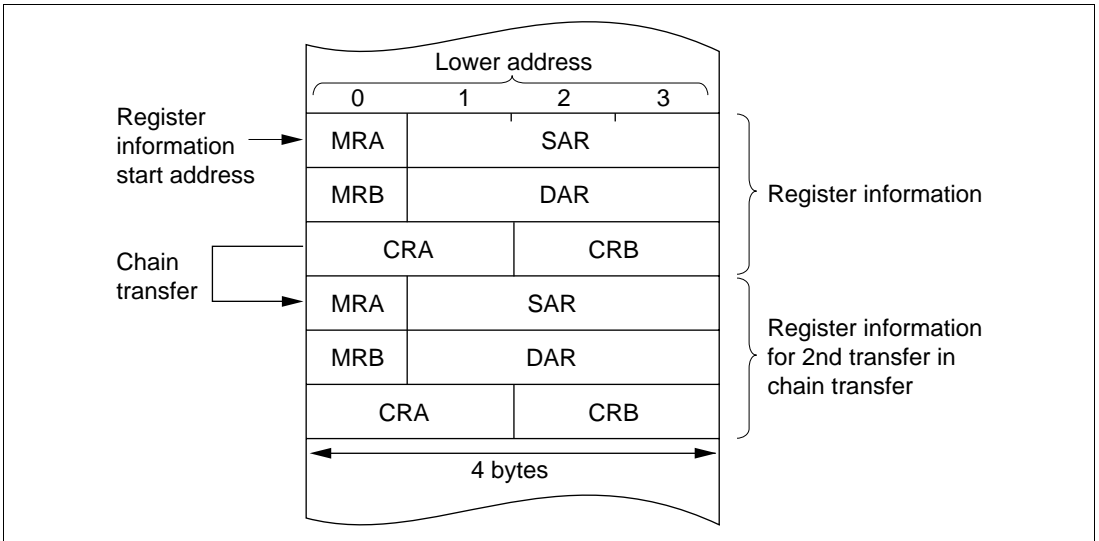 Lower address
0 1 2 3
Register
information
start address
MRA SAR
MRB DAR
Register information
CRA CRB
Chain
transfer
MRA SAR
MRB DAR
Register information
for 2nd transfer in
chain transfer
CRA CRB
4 bytes